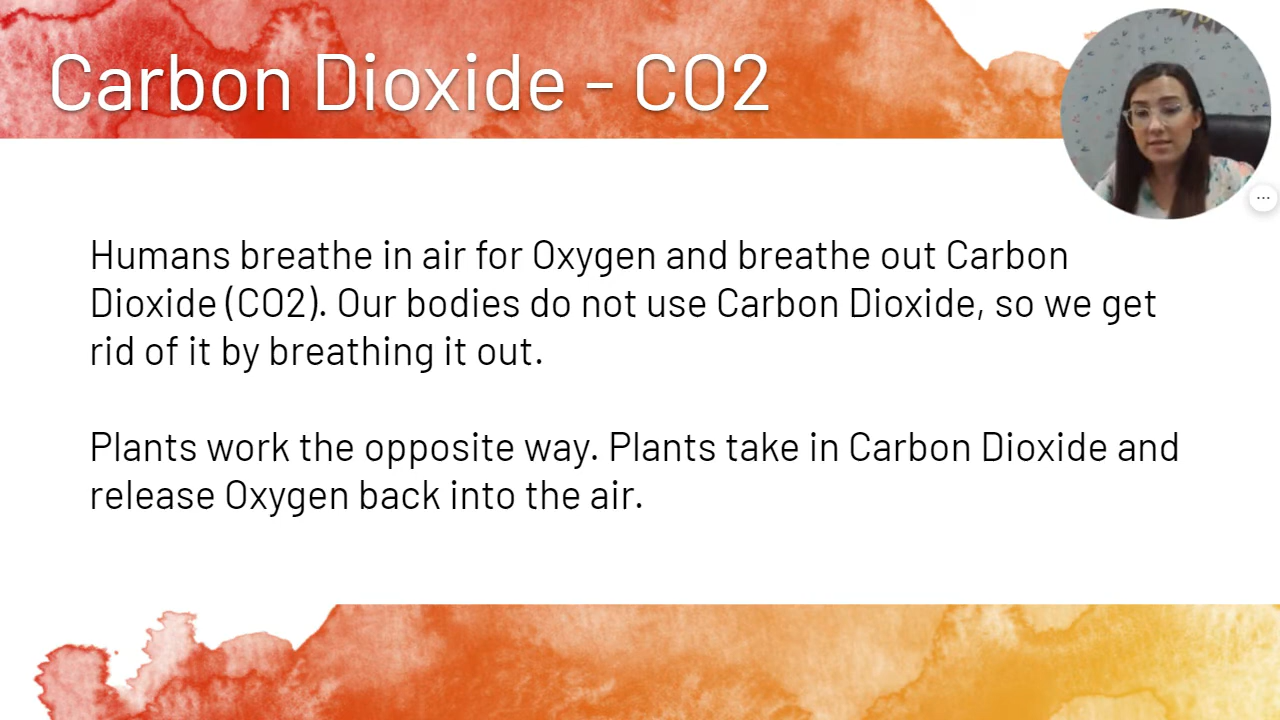 Carbon Dioxide – CO2
Humans breathe in air for Oxygen and breathe out Carbon
Dioxide (CO2). Our bodies do not use Carbon Dioxide, so we get
rid of it by breathing it out.
Plants work the opposite way. Plants take in Carbon Dioxide and
release Oxygen back into the air.